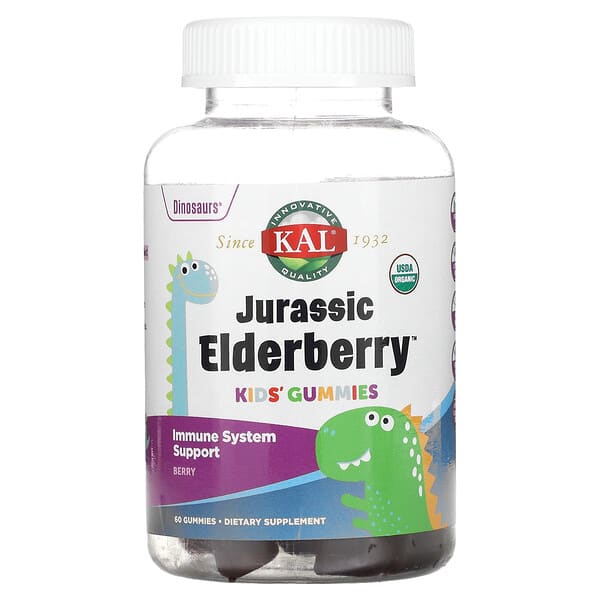 Dinosaurs®
INNOVATIVE
Since KAL® 1932
QUALITY
USDA
ORGANIC
Jurassic
Elderberry™
KIDS' GUMMIES
Immune System
Support
BERRY
60 GUMMIES • DIETARY SUPPLEMENT